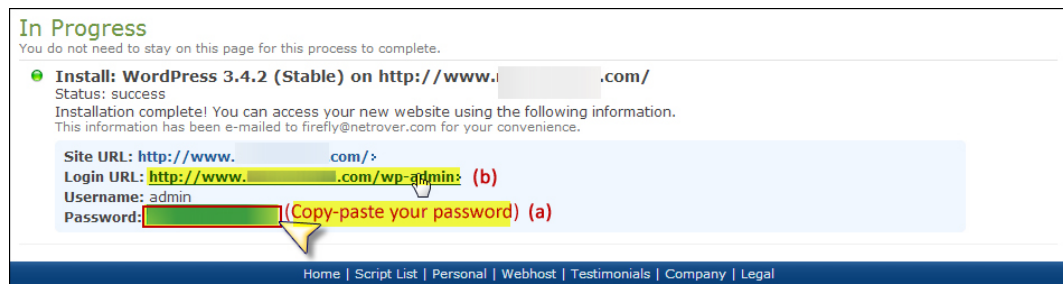 In Progress
You do not need to stay on this page for this process to complete.
Install: WordPress 3.4.2 (Stable) on http://www. .com/
Status: success
Installation complete! You can access your new website using the following information.
This information has been e-mailed to firefly@netrover.com for your convenience.
Site URL: http://www. com/
Login URL: http://www. .com/wp-admin (b)
Username: admin
Password: (Copy-paste your password) (a)
Home | Script List | Personal | Webhost | Testimonials | Company | Legal